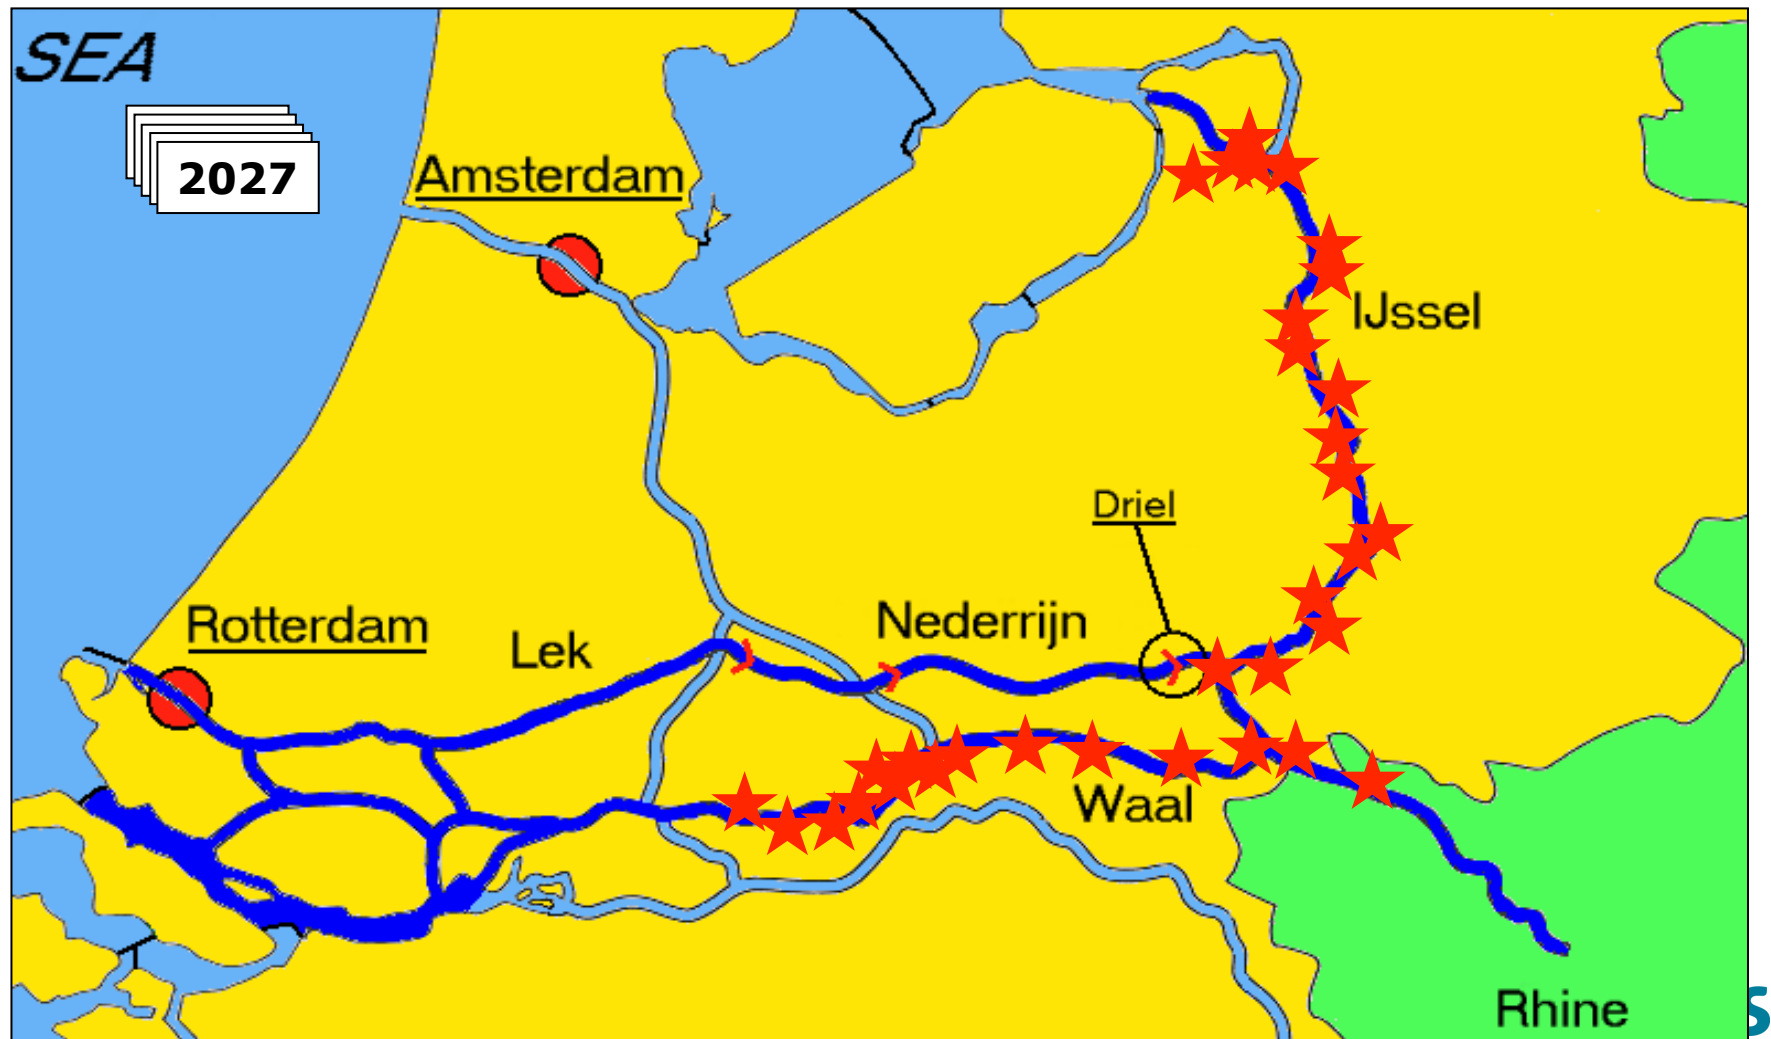 SEA
2027
Amsterdam
IJssel
Driel
Nederrijn
Rotterdam
Lek
Waal
Rhine
S